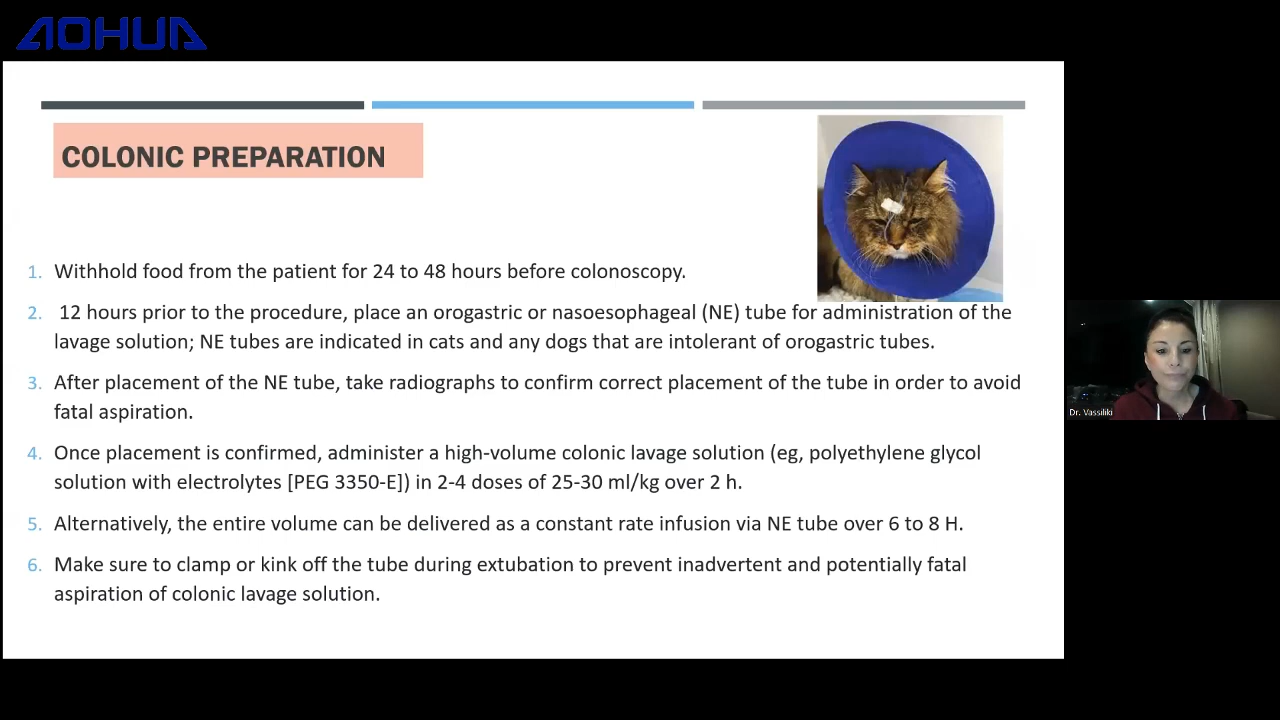 AOHUA
COLONIC PREPARATION
1. Withhold food from the patient for 24 to 48 hours before colonoscopy.
2. 12 hours prior to the procedure, place an orogastric or nasoesophageal (NE) tube for administration of the
lavage solution; NE tubes are indicated in cats and any dogs that are intolerant of orogastric tubes.
3. After placement of the NE tube, take radiographs to confirm correct placement of the tube in order to avoid
fatal aspiration.
4. Once placement is confirmed, administer a high-volume colonic lavage solution (eg, polyethylene glycol
solution with electrolytes [PEG 3350-E]) in 2-4 doses of 25-30 ml/kg over 2 h.
5. Alternatively, the entire volume can be delivered as a constant rate infusion via NE tube over 6 to 8 H.
6. Make sure to clamp or kink off the tube during extubation to prevent inadvertent and potentially fatal
aspiration of colonic lavage solution.
Dr. Vassiliki